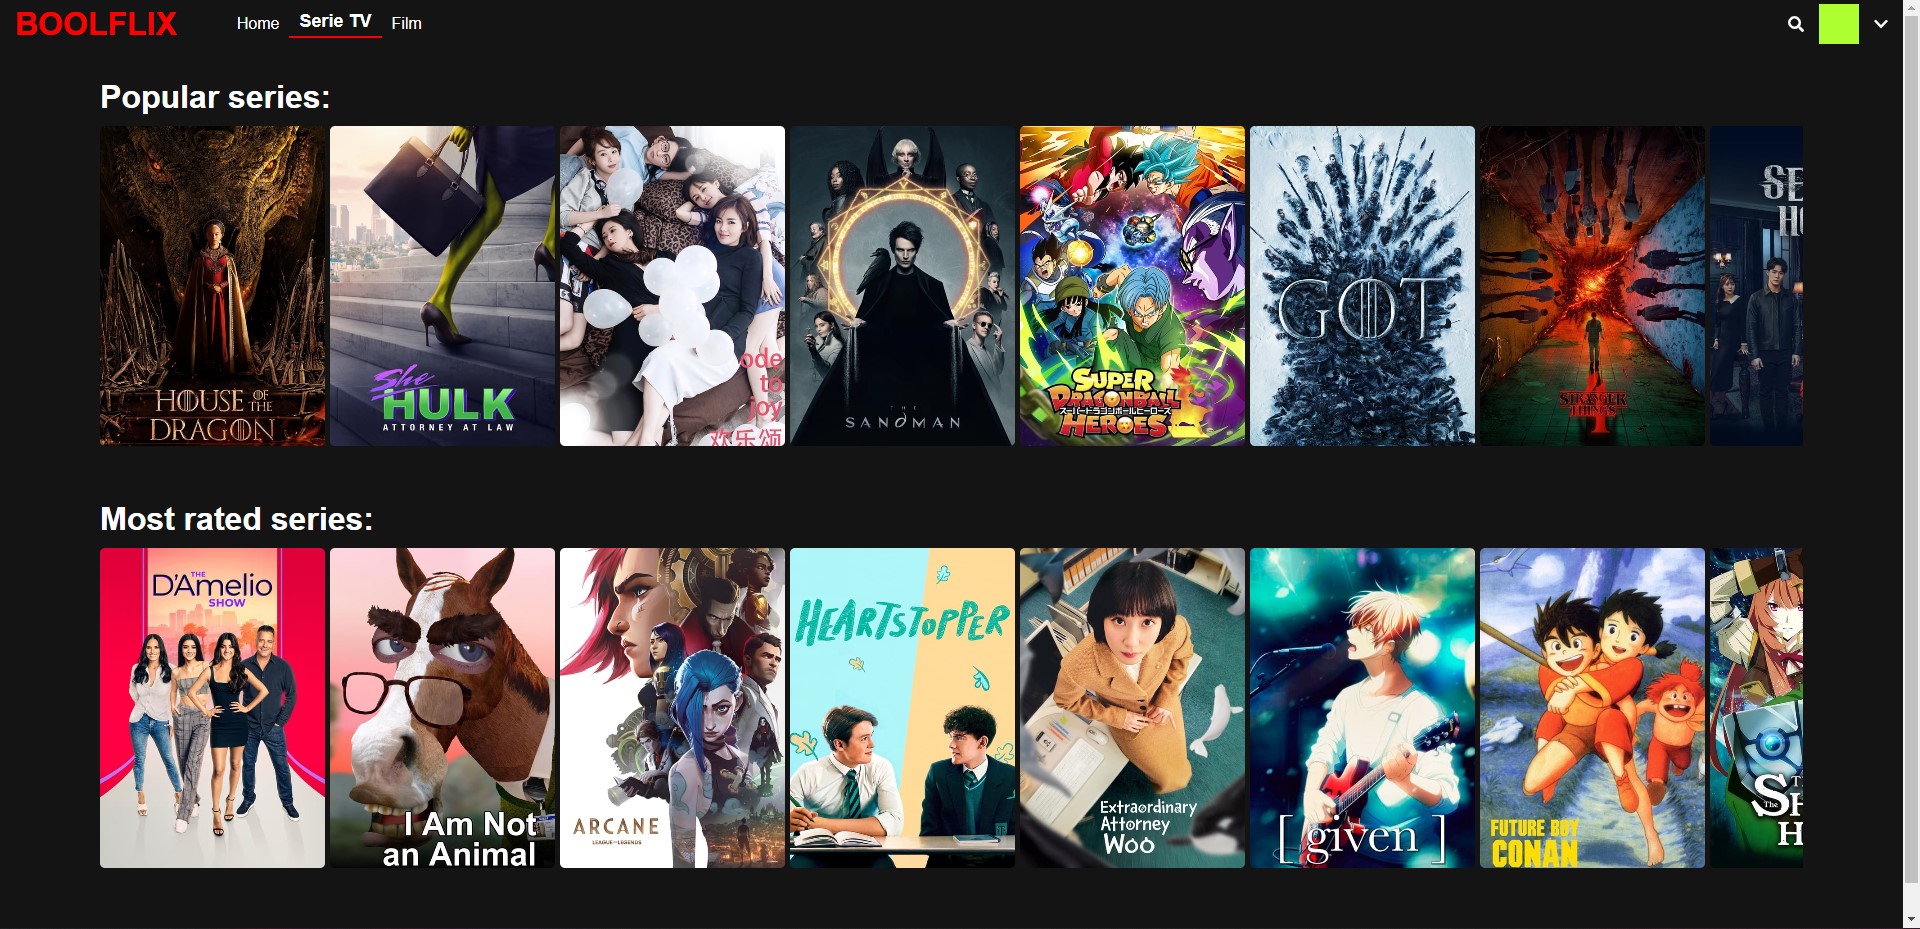 BOOLFLIX
Home Serie TV Film
Popular series:
HOUSE OF THE
DRAGON
She
HULK
ATTORNEY AT LAW
ode
to
joy
欢乐颂
THE
SANDMAN
SUPER
DRAGONBALL
スーパードラゴンボールヒーローズ
HEROES
GOT
STRANGER
THINGS
4
SE
H
Most rated series:
THE
D'Amelio
SHOW
I Am Not
an Animal
ARCANE
LEAGUE OF LEGENDS
HEARTSTOPPER
Extraordinary
Attorney
Woo
[ given ]
FUTURE BOY
CONAN
The